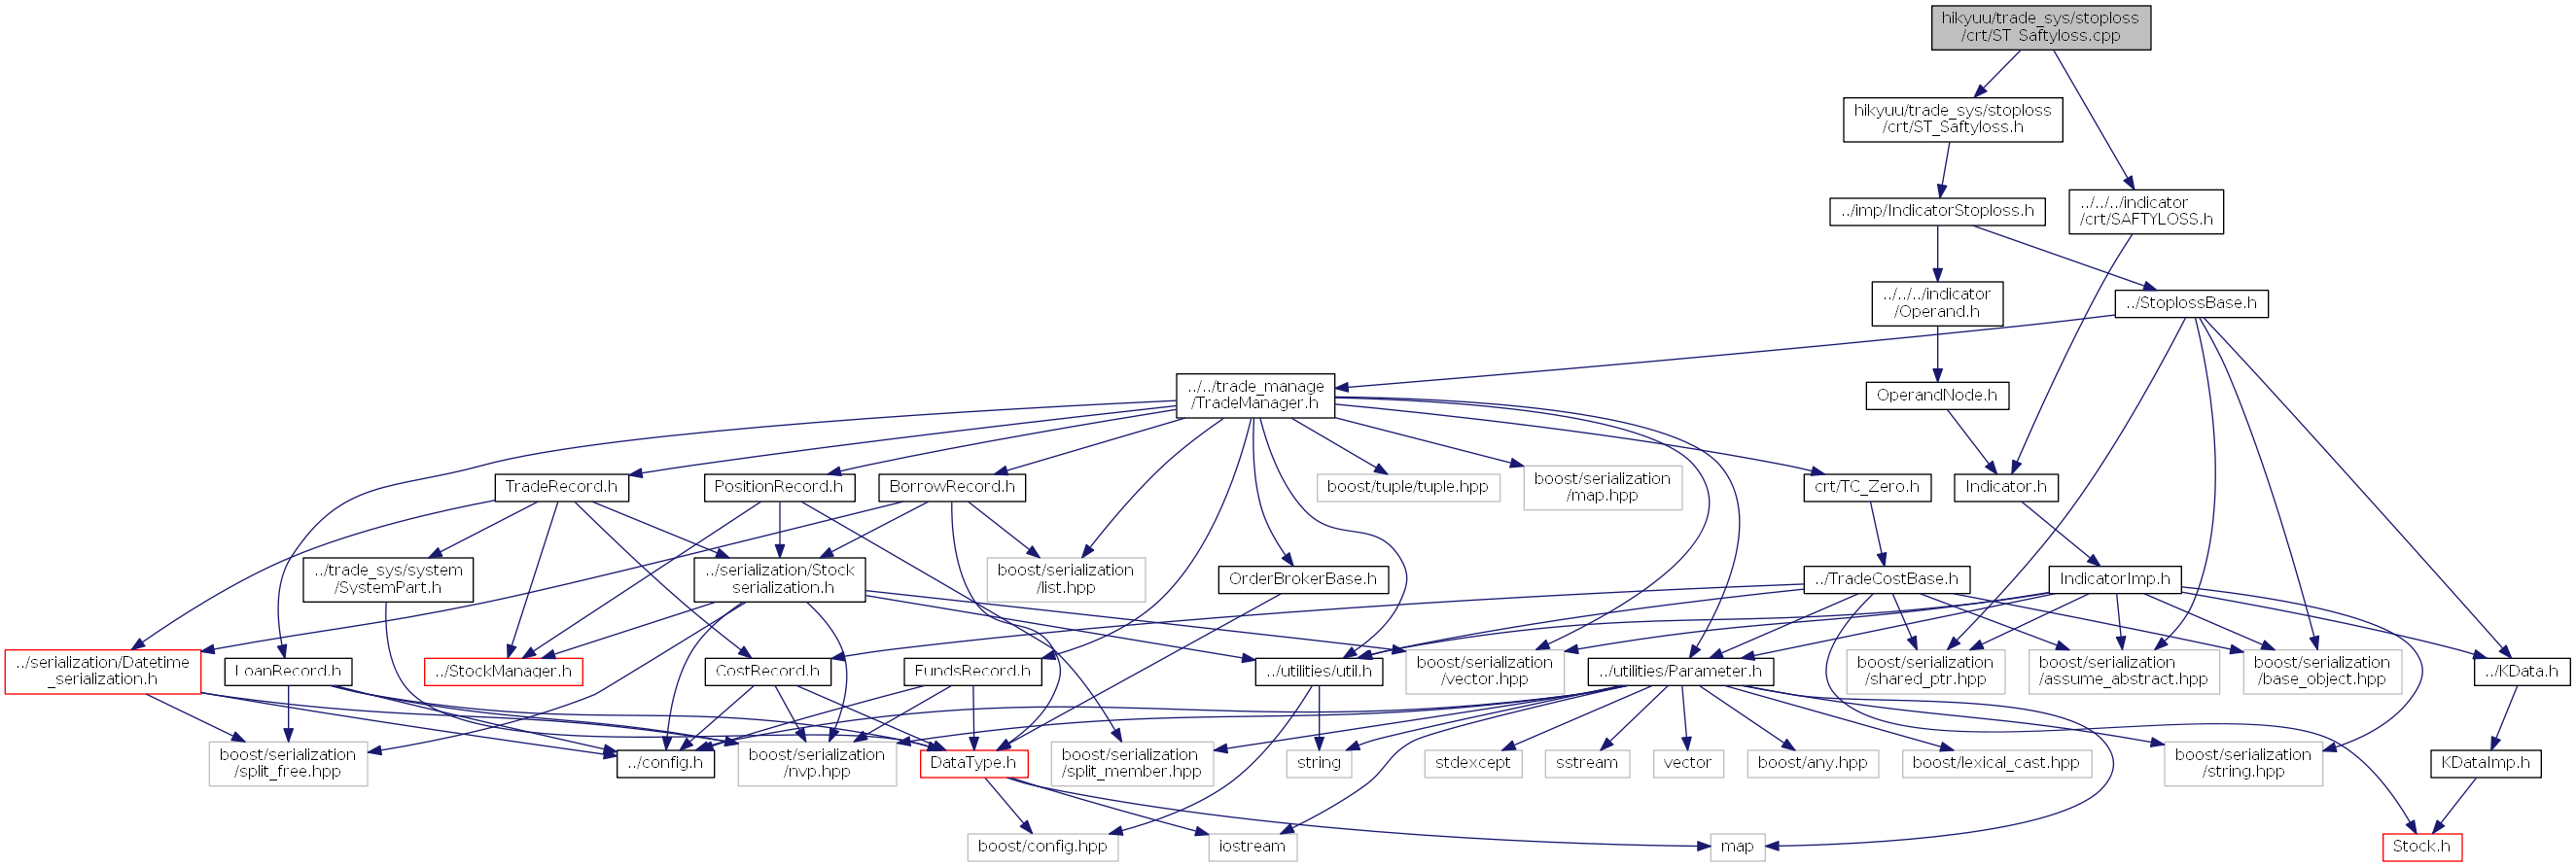 hikyuu/trade_sys/stoploss
/crt/ST_Saftyloss.cpp
hikyuu/trade_sys/stoploss
/crt/ST_Saftyloss.h
../imp/IndicatorStoploss.h
../../../indicator
/crt/SAFTYLOSS.h
../../../indicator
/Operand.h
../StoplossBase.h
../../trade_manage
/TradeManager.h
OperandNode.h
TradeRecord.h
PositionRecord.h
BorrowRecord.h
boost/tuple/tuple.hpp
boost/serialization
/map.hpp
crt/TC_Zero.h
Indicator.h
../trade_sys/system
/SystemPart.h
../serialization/Stock
_serialization.h
boost/serialization
/list.hpp
OrderBrokerBase.h
../TradeCostBase.h
IndicatorImp.h
../serialization/Datetime
_serialization.h
LoanRecord.h
../StockManager.h
CostRecord.h
FundsRecord.h
../utilities/util.h
boost/serialization
/vector.hpp
../utilities/Parameter.h
boost/serialization
/shared_ptr.hpp
boost/serialization
/assume_abstract.hpp
boost/serialization
/base_object.hpp
../KData.h
boost/serialization
/split_free.hpp
../config.h
boost/serialization
/nvp.hpp
DataType.h
boost/serialization
/split_member.hpp
string
stdexcept
sstream
vector
boost/any.hpp
boost/lexical_cast.hpp
boost/serialization
/string.hpp
KDataImp.h
boost/config.hpp
iostream
map
Stock.h